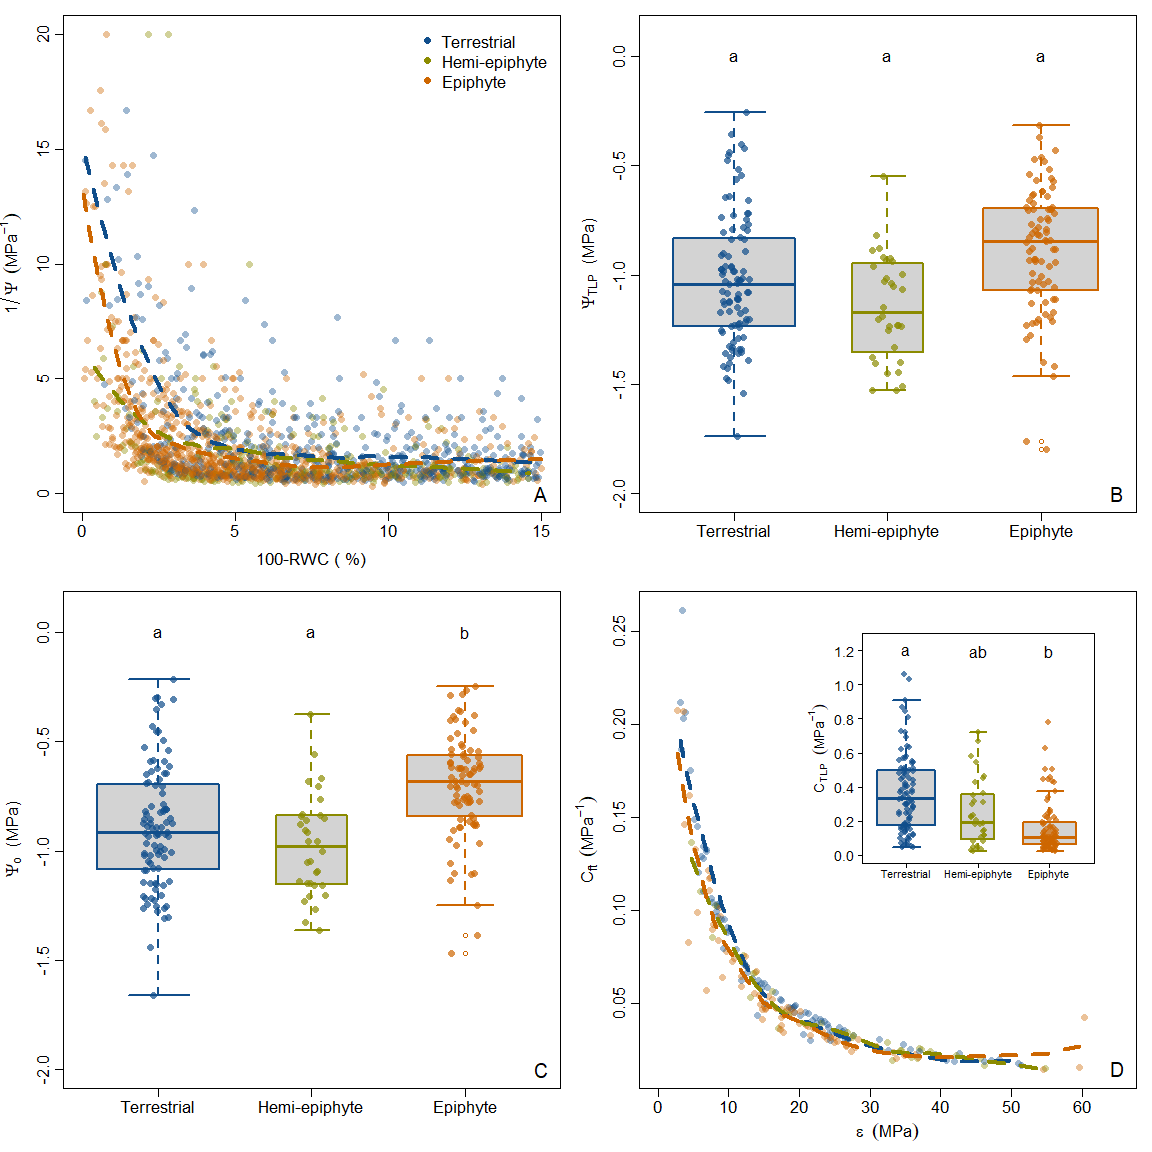 Terrestrial
Hemi-epiphyte
Epiphyte
20
15
10
5
0
1/Ψ (MPa⁻¹)
0 5 10 15
100-RWC ( %)
A
a a a
0.0
-0.5
-1.0
-1.5
-2.0
Ψ_TLP (MPa)
Terrestrial Hemi-epiphyte Epiphyte
B
a a b
0.0
-0.5
-1.0
-1.5
-2.0
Ψ₀ (MPa)
Terrestrial Hemi-epiphyte Epiphyte
C
0.25
0.20
0.15
0.10
0.05
C_ft (MPa⁻¹)
0 10 20 30 40 50 60
ε (MPa)
D
a ab b
1.2
1.0
0.8
0.6
0.4
0.2
0.0
C_TLP (MPa⁻¹)
Terrestrial Hemi-epiphyte Epiphyte